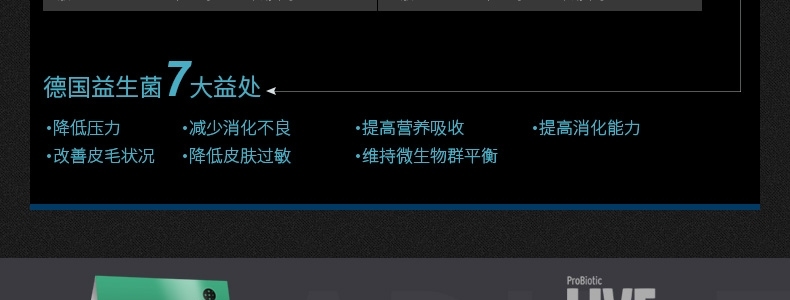 德国益生菌7大益处
•降低压力 •减少消化不良 •提高营养吸收 •提高消化能力
•改善皮毛状况 •降低皮肤过敏 •维持微生物群平衡
ProBiotic
LIVE